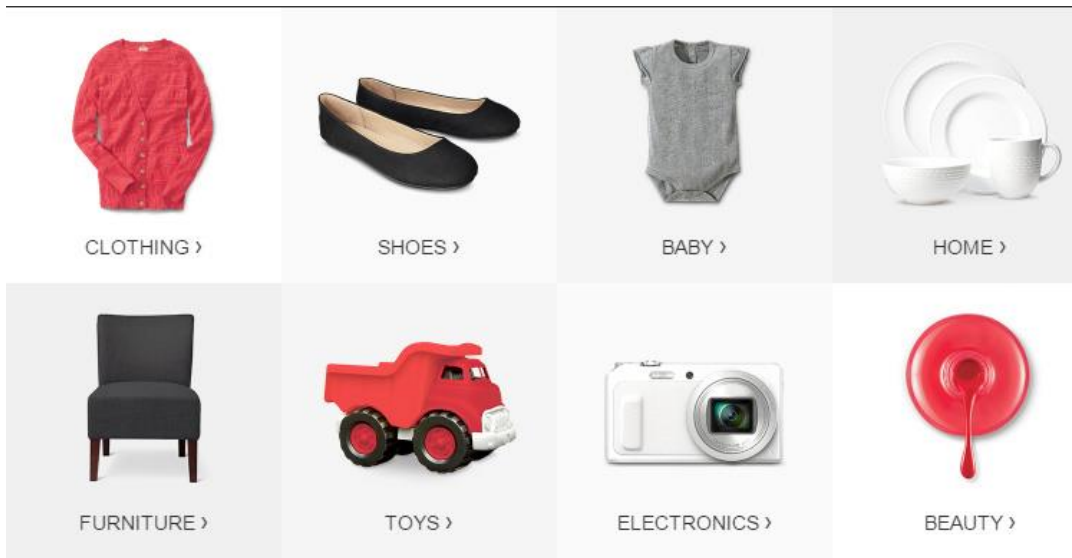 CLOTHING ›
SHOES ›
BABY ›
HOME ›
FURNITURE ›
TOYS ›
ELECTRONICS ›
BEAUTY ›